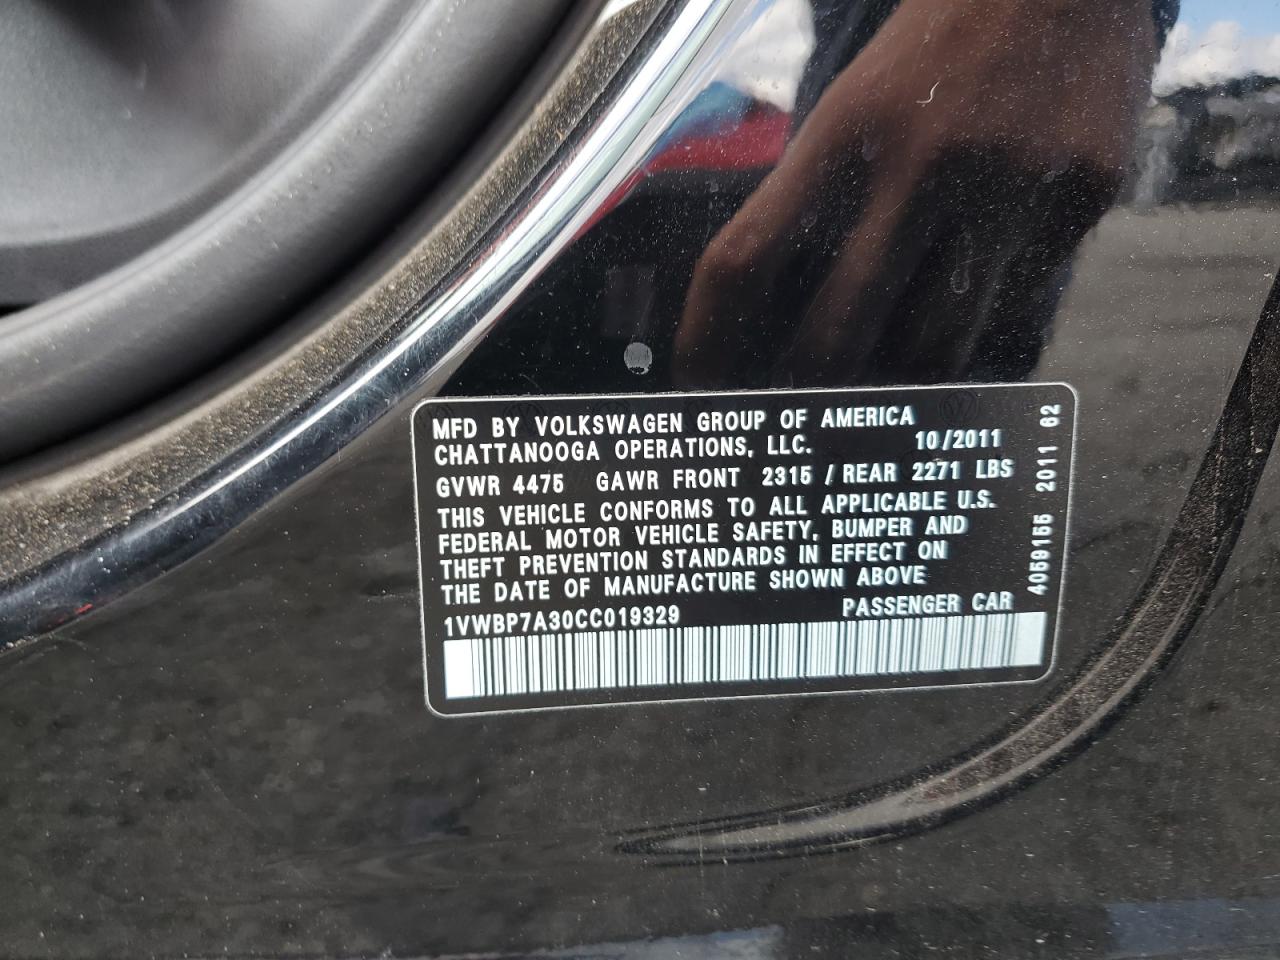 MFD BY VOLKSWAGEN GROUP OF AMERICA
CHATTANOOGA OPERATIONS, LLC. 10/2011
GVWR 4475 GAWR FRONT 2315 / REAR 2271 LBS
THIS VEHICLE CONFORMS TO ALL APPLICABLE U.S.
FEDERAL MOTOR VEHICLE SAFETY, BUMPER AND
THEFT PREVENTION STANDARDS IN EFFECT ON
THE DATE OF MANUFACTURE SHOWN ABOVE
1VWBP7A30CC019329 PASSENGER CAR
4059155 2011 62